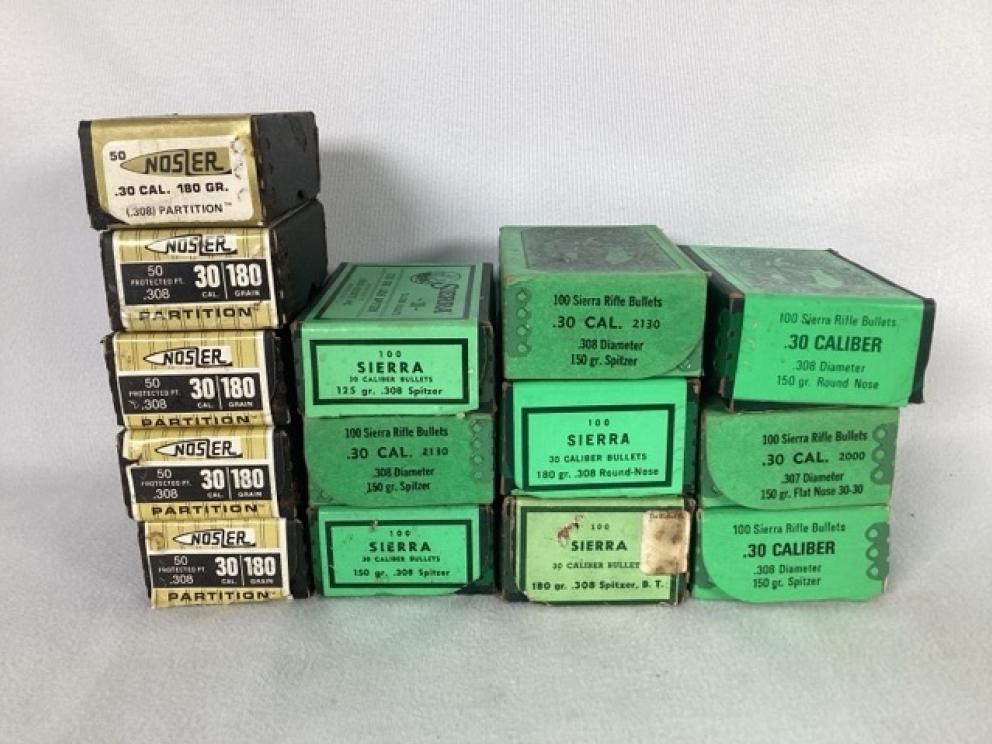 50 NOSLER
.30 CAL. 180 GR.
(.308) PARTITION™
NOSLER
50
PROTECTED PT.
.308
30 180
CAL. GRAIN
PARTITION™
NOSLER
50
PROTECTED PT.
.308
30 180
CAL. GRAIN
PARTITION™
NOSLER
50
PROTECTED PT.
.308
30 180
CAL. GRAIN
PARTITION™
NOSLER
50
PROTECTED PT.
.308
30 180
CAL. GRAIN
PARTITION™
SIERRA
100
SIERRA
30 CALIBER BULLETS
125 gr. .308 Spitzer
100 Sierra Rifle Bullets
.30 CAL. 2130
.308 Diameter
150 gr. Spitzer
100
SIERRA
30 CALIBER BULLETS
150 gr. .308 Spitzer
100 Sierra Rifle Bullets
.30 CAL. 2130
.308 Diameter
150 gr. Spitzer
100
SIERRA
30 CALIBER BULLETS
180 gr. .308 Round-Nose
100
SIERRA
30 CALIBER BULLETS
180 gr. .308 Spitzer, B. T.
100 Sierra Rifle Bullets
.30 CALIBER
.308 Diameter
150 gr. Round Nose
100 Sierra Rifle Bullets
.30 CAL. 2000
.307 Diameter
150 gr. Flat Nose 30-30
100 Sierra Rifle Bullets
.30 CALIBER
.308 Diameter
150 gr. Spitzer